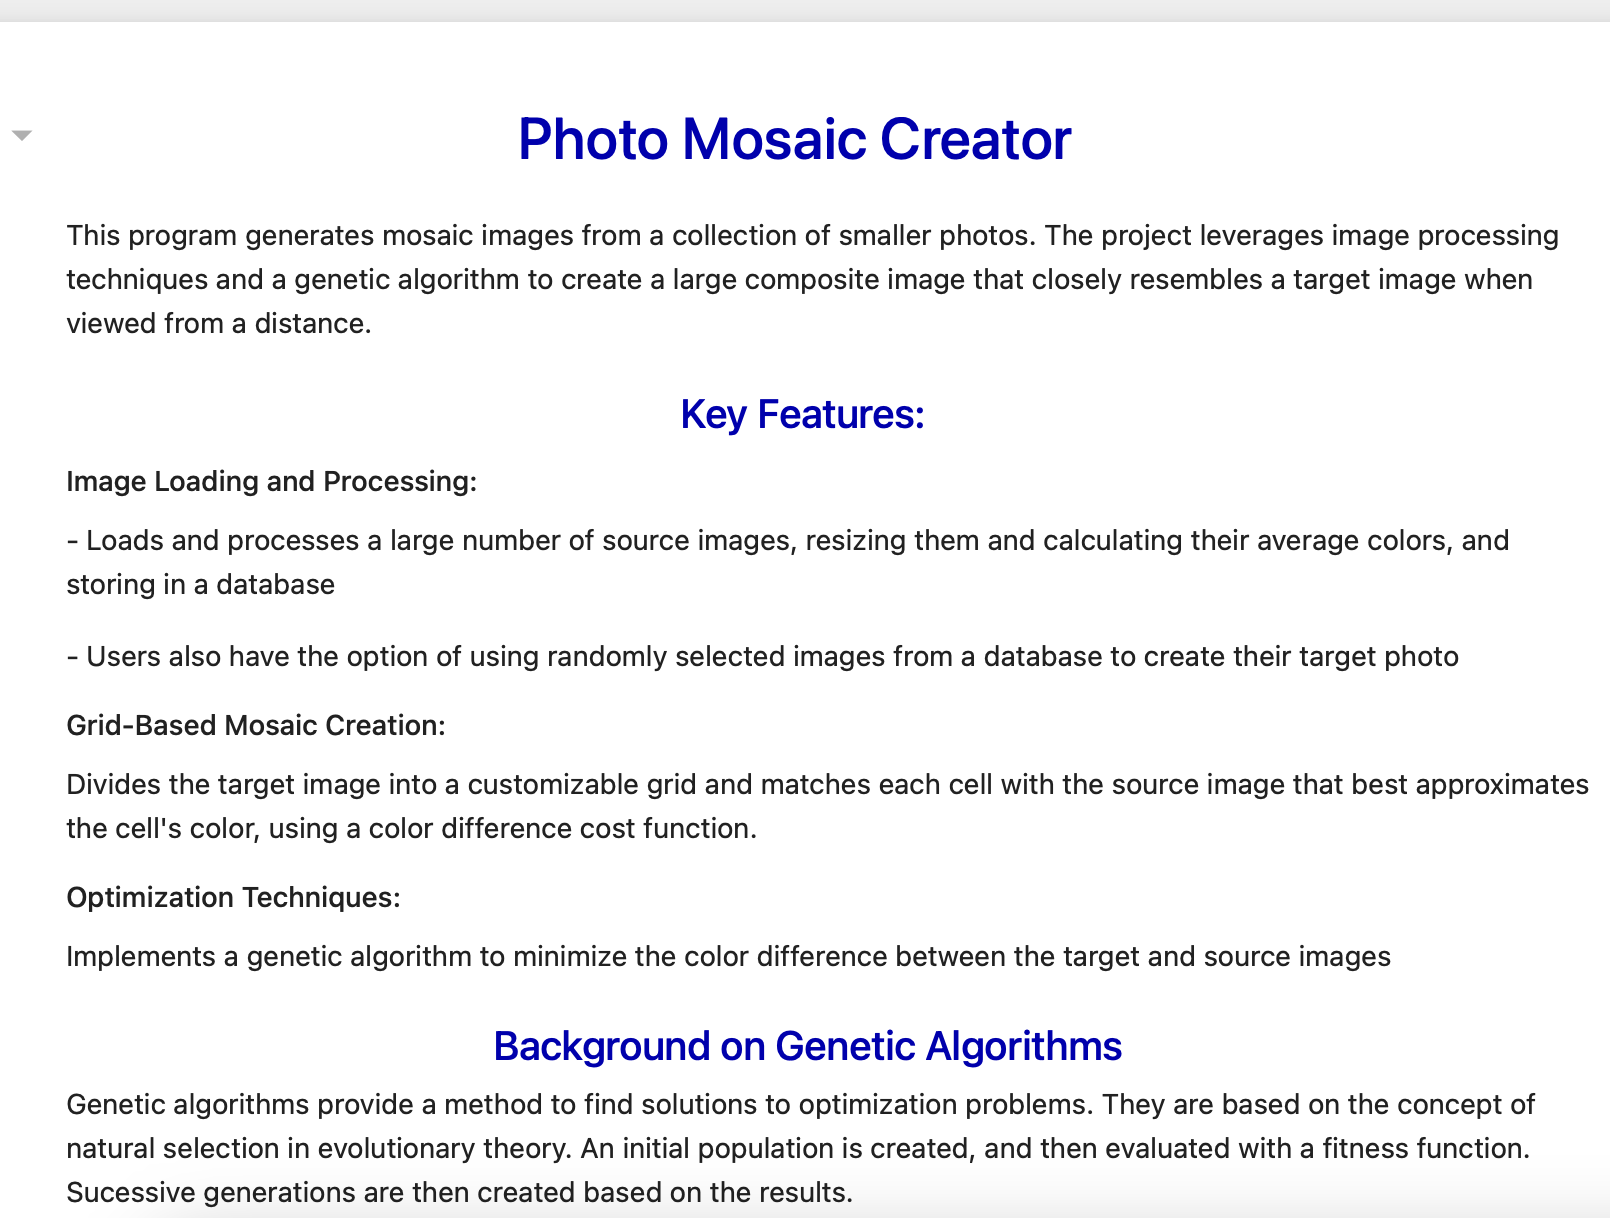 Photo Mosaic Creator
This program generates mosaic images from a collection of smaller photos. The project leverages image processing
techniques and a genetic algorithm to create a large composite image that closely resembles a target image when
viewed from a distance.
Key Features:
Image Loading and Processing:
- Loads and processes a large number of source images, resizing them and calculating their average colors, and
storing in a database
- Users also have the option of using randomly selected images from a database to create their target photo
Grid-Based Mosaic Creation:
Divides the target image into a customizable grid and matches each cell with the source image that best approximates
the cell's color, using a color difference cost function.
Optimization Techniques:
Implements a genetic algorithm to minimize the color difference between the target and source images
Background on Genetic Algorithms
Genetic algorithms provide a method to find solutions to optimization problems. They are based on the concept of
natural selection in evolutionary theory. An initial population is created, and then evaluated with a fitness function.
Sucessive generations are then created based on the results.